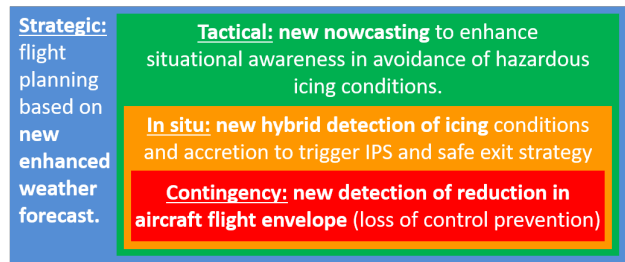 Strategic:
flight
planning
based on
new
enhanced
weather
forecast.
Tactical: new nowcasting to enhance
situational awareness in avoidance of hazardous
icing conditions.
In situ: new hybrid detection of icing conditions
and accretion to trigger IPS and safe exit strategy
Contingency: new detection of reduction in
aircraft flight envelope (loss of control prevention)